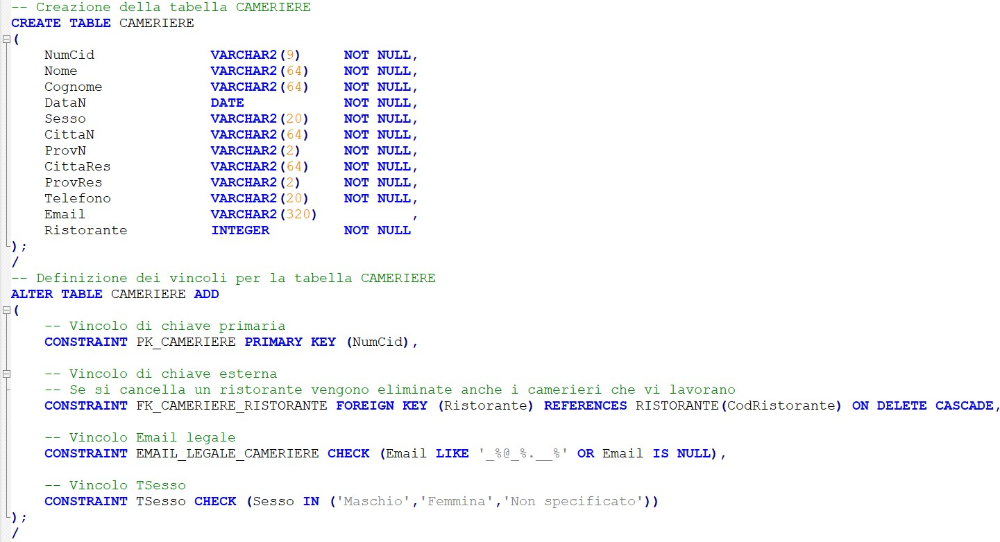 -- Creazione della tabella CAMERIERE
CREATE TABLE CAMERIERE
(
    NumCid              VARCHAR2(9)     NOT NULL,
    Nome                VARCHAR2(64)    NOT NULL,
    Cognome             VARCHAR2(64)    NOT NULL,
    DataN               DATE            NOT NULL,
    Sesso               VARCHAR2(20)    NOT NULL,
    CittaN              VARCHAR2(64)    NOT NULL,
    ProvN               VARCHAR2(2)     NOT NULL,
    CittaRes            VARCHAR2(64)    NOT NULL,
    ProvRes             VARCHAR2(2)     NOT NULL,
    Telefono            VARCHAR2(20)    NOT NULL,
    Email               VARCHAR2(320)           ,
    Ristorante          INTEGER         NOT NULL
);
/
-- Definizione dei vincoli per la tabella CAMERIERE
ALTER TABLE CAMERIERE ADD
(
    -- Vincolo di chiave primaria
    CONSTRAINT PK_CAMERIERE PRIMARY KEY (NumCid),

    -- Vincolo di chiave esterna
    -- Se si cancella un ristorante vengono eliminate anche i camerieri che vi lavorano
    CONSTRAINT FK_CAMERIERE_RISTORANTE FOREIGN KEY (Ristorante) REFERENCES RISTORANTE(CodRistorante) ON DELETE CASCADE,

    -- Vincolo Email legale
    CONSTRAINT EMAIL_LEGALE_CAMERIERE CHECK (Email LIKE '_%@_%.__%' OR Email IS NULL),

    -- Vincolo TSesso
    CONSTRAINT TSesso CHECK (Sesso IN ('Maschio','Femmina','Non specificato'))
);
/